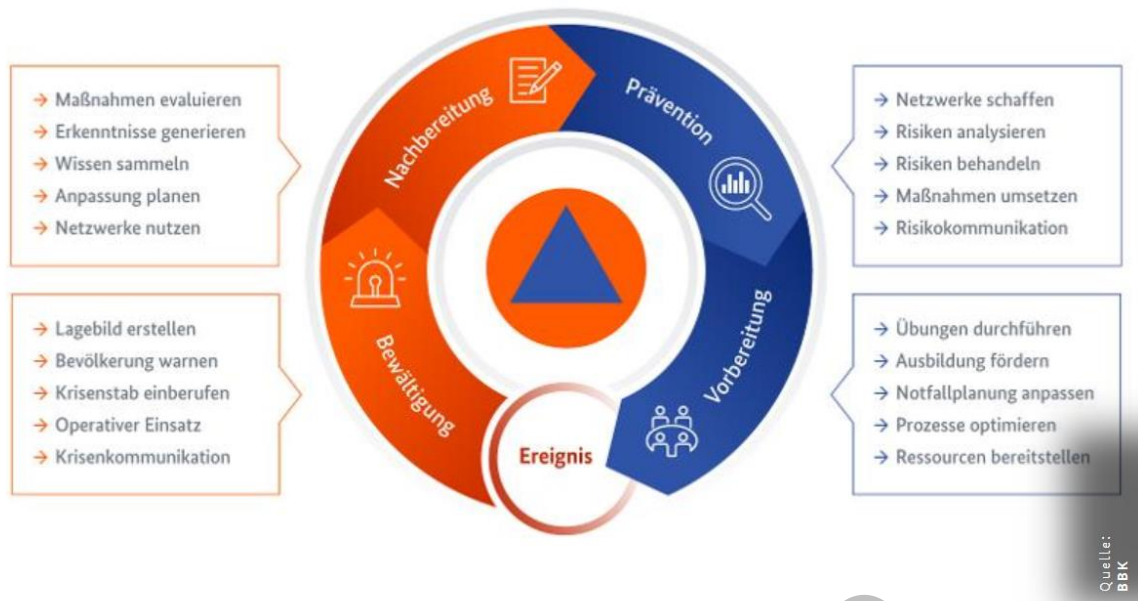 → Maßnahmen evaluieren
→ Erkenntnisse generieren
→ Wissen sammeln
→ Anpassung planen
→ Netzwerke nutzen
→ Lagebild erstellen
→ Bevölkerung warnen
→ Krisenstab einberufen
→ Operativer Einsatz
→ Krisenkommunikation
Nachbereitung
Prävention
Bewältigung
Vorbereitung
Ereignis
→ Netzwerke schaffen
→ Risiken analysieren
→ Risiken behandeln
→ Maßnahmen umsetzen
→ Risikokommunikation
→ Übungen durchführen
→ Ausbildung fördern
→ Notfallplanung anpassen
→ Prozesse optimieren
→ Ressourcen bereitstellen
Quelle:
BBK